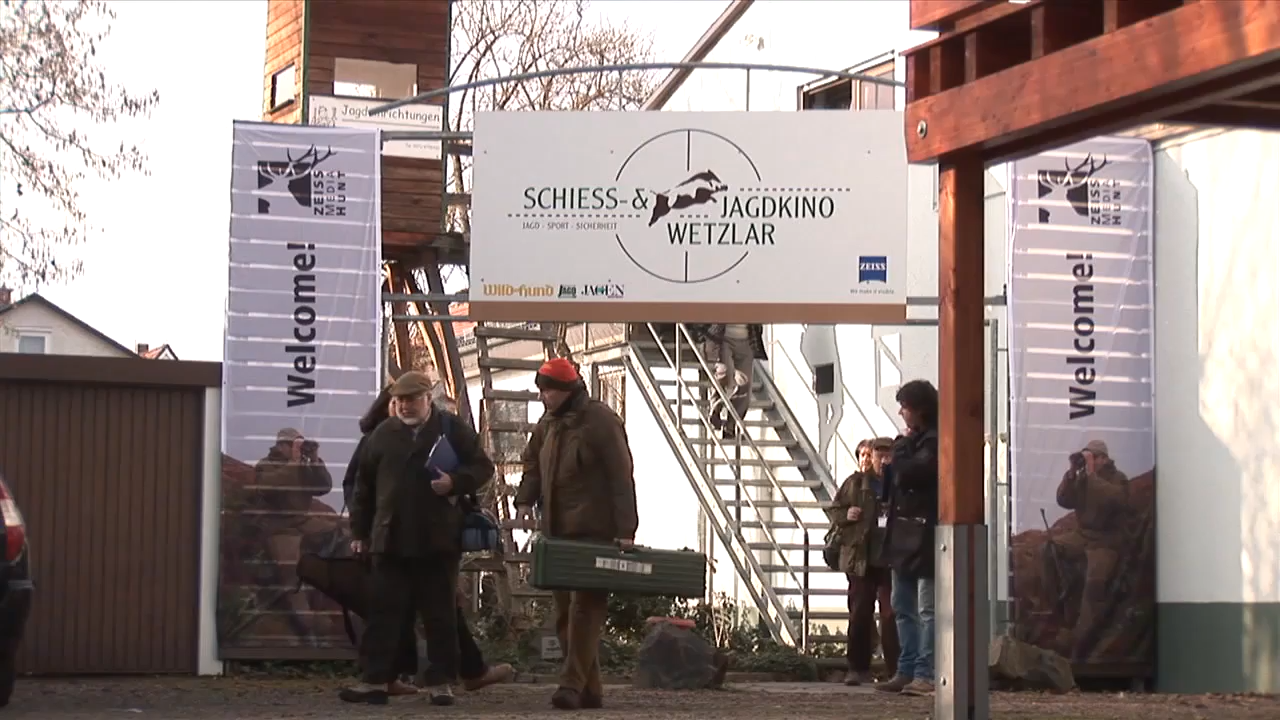 Jagdeinrichtungen
ZEISS
MEDIA
HUNT
Welcome!
SCHIESS- & JAGDKINO
JAGD - SPORT - SICHERHEIT
WETZLAR
ZEISS
We make it visible.
Wild und Hund
JAGEN
ZEISS
MEDIA
HUNT
Welcome!